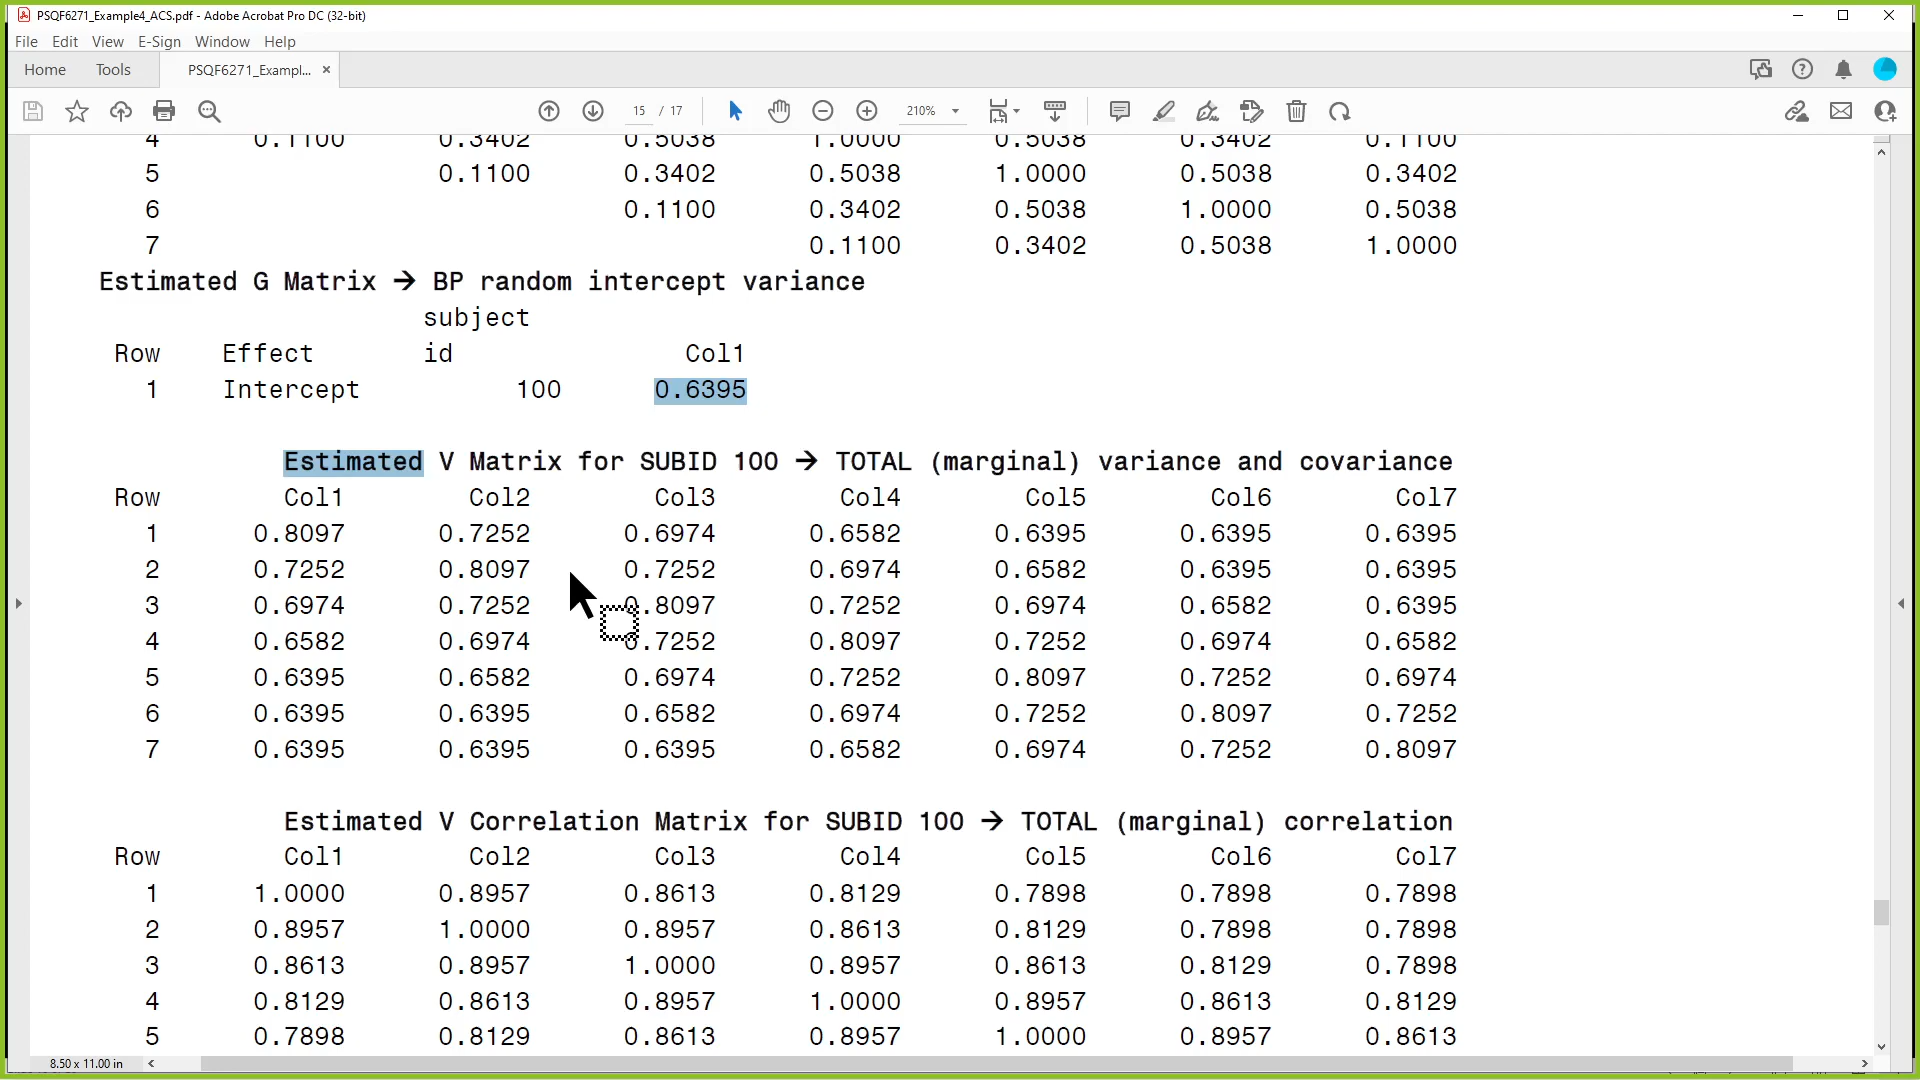 PSQF6271_Example4_ACS.pdf - Adobe Acrobat Pro DC (32-bit)
File Edit View E-Sign Window Help
Home Tools PSQF6271_Exampl... ×
15 / 17 210%
4 0.1100 0.3402 0.5038 1.0000 0.5038 0.3402 0.1100
5 0.1100 0.3402 0.5038 1.0000 0.5038 0.3402
6 0.1100 0.3402 0.5038 1.0000 0.5038
7 0.1100 0.3402 0.5038 1.0000
Estimated G Matrix → BP random intercept variance
subject
Row Effect id Col1
1 Intercept 100 0.6395
Estimated V Matrix for SUBID 100 → TOTAL (marginal) variance and covariance
Row Col1 Col2 Col3 Col4 Col5 Col6 Col7
1 0.8097 0.7252 0.6974 0.6582 0.6395 0.6395 0.6395
2 0.7252 0.8097 0.7252 0.6974 0.6582 0.6395 0.6395
3 0.6974 0.7252 0.8097 0.7252 0.6974 0.6582 0.6395
4 0.6582 0.6974 0.7252 0.8097 0.7252 0.6974 0.6582
5 0.6395 0.6582 0.6974 0.7252 0.8097 0.7252 0.6974
6 0.6395 0.6395 0.6582 0.6974 0.7252 0.8097 0.7252
7 0.6395 0.6395 0.6395 0.6582 0.6974 0.7252 0.8097
Estimated V Correlation Matrix for SUBID 100 → TOTAL (marginal) correlation
Row Col1 Col2 Col3 Col4 Col5 Col6 Col7
1 1.0000 0.8957 0.8613 0.8129 0.7898 0.7898 0.7898
2 0.8957 1.0000 0.8957 0.8613 0.8129 0.7898 0.7898
3 0.8613 0.8957 1.0000 0.8957 0.8613 0.8129 0.7898
4 0.8129 0.8613 0.8957 1.0000 0.8957 0.8613 0.8129
5 0.7898 0.8129 0.8613 0.8957 1.0000 0.8957 0.8613
8.50 x 11.00 in